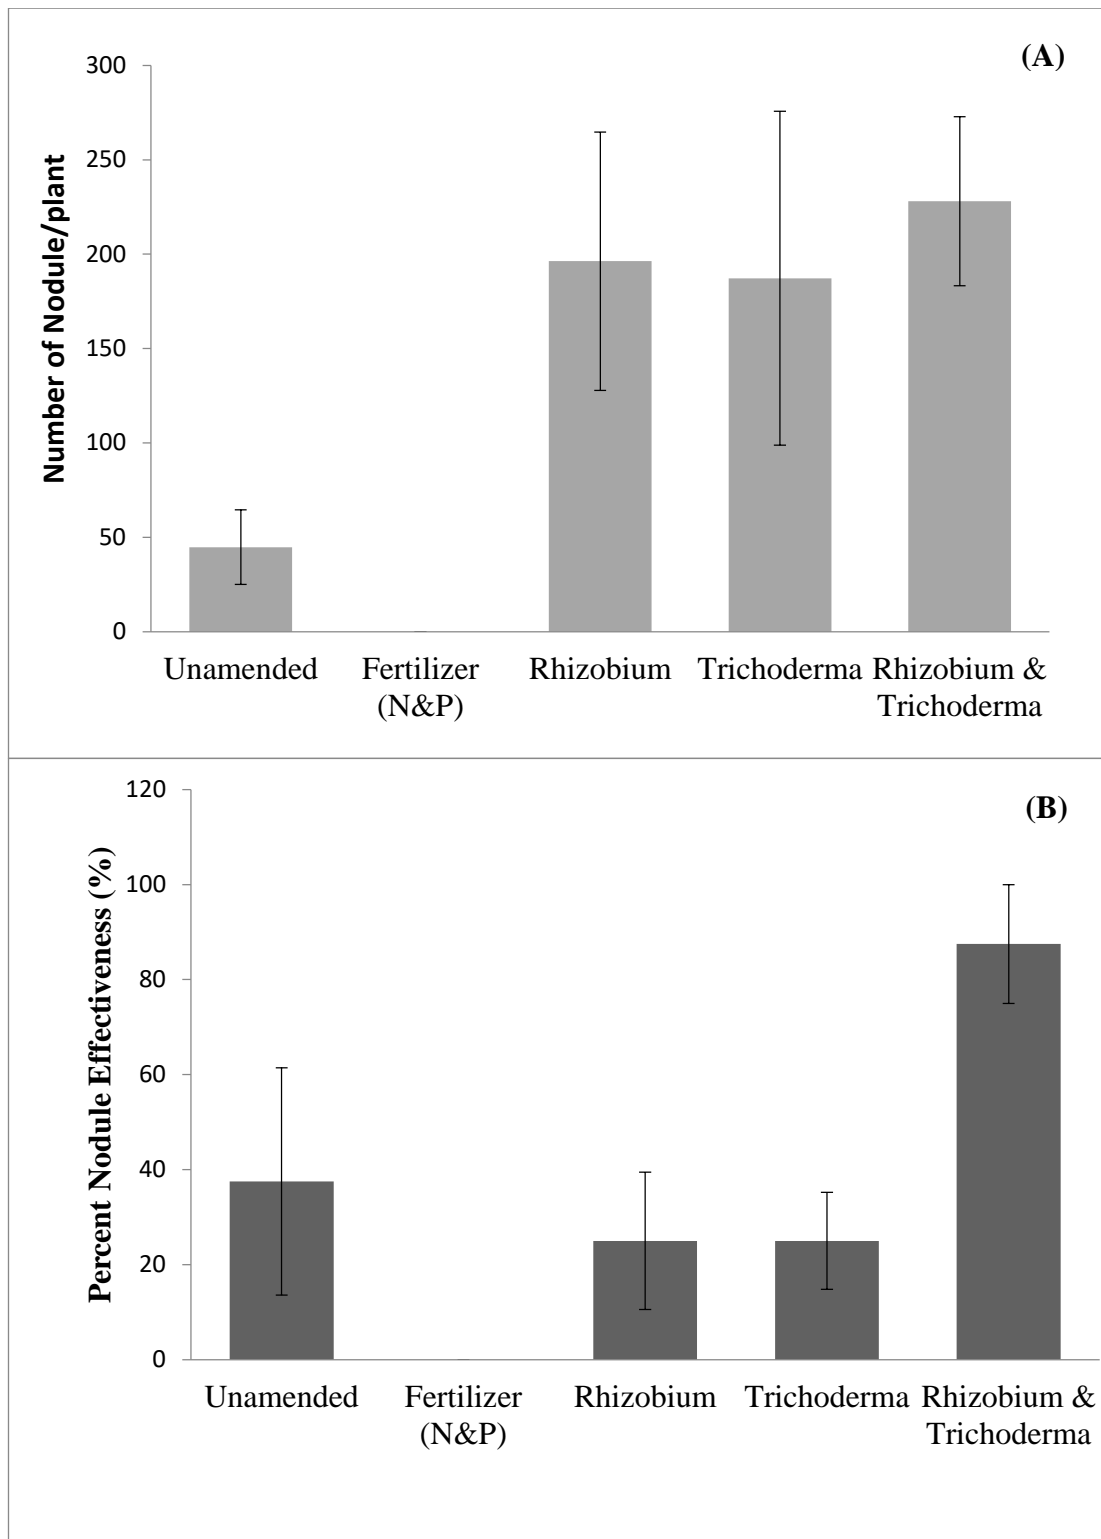 (A)
300
250
200
150
100
50
0
Number of Nodule/plant
Unamended
Fertilizer
(N&P)
Rhizobium
Trichoderma
Rhizobium &
Trichoderma
(B)
120
100
80
60
40
20
0
Percent Nodule Effectiveness (%)
Unamended
Fertilizer
(N&P)
Rhizobium
Trichoderma
Rhizobium &
Trichoderma